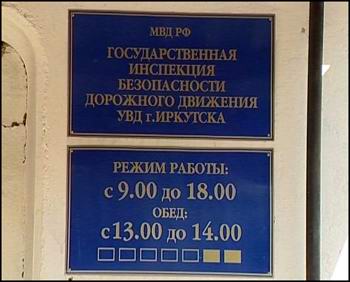 МВД РФ
ГОСУДАРСТВЕННАЯ
ИНСПЕКЦИЯ
БЕЗОПАСНОСТИ
ДОРОЖНОГО ДВИЖЕНИЯ
УВД г.ИРКУТСКА
РЕЖИМ РАБОТЫ:
с 9.00 до 18.00
ОБЕД:
с 13.00 до 14.00